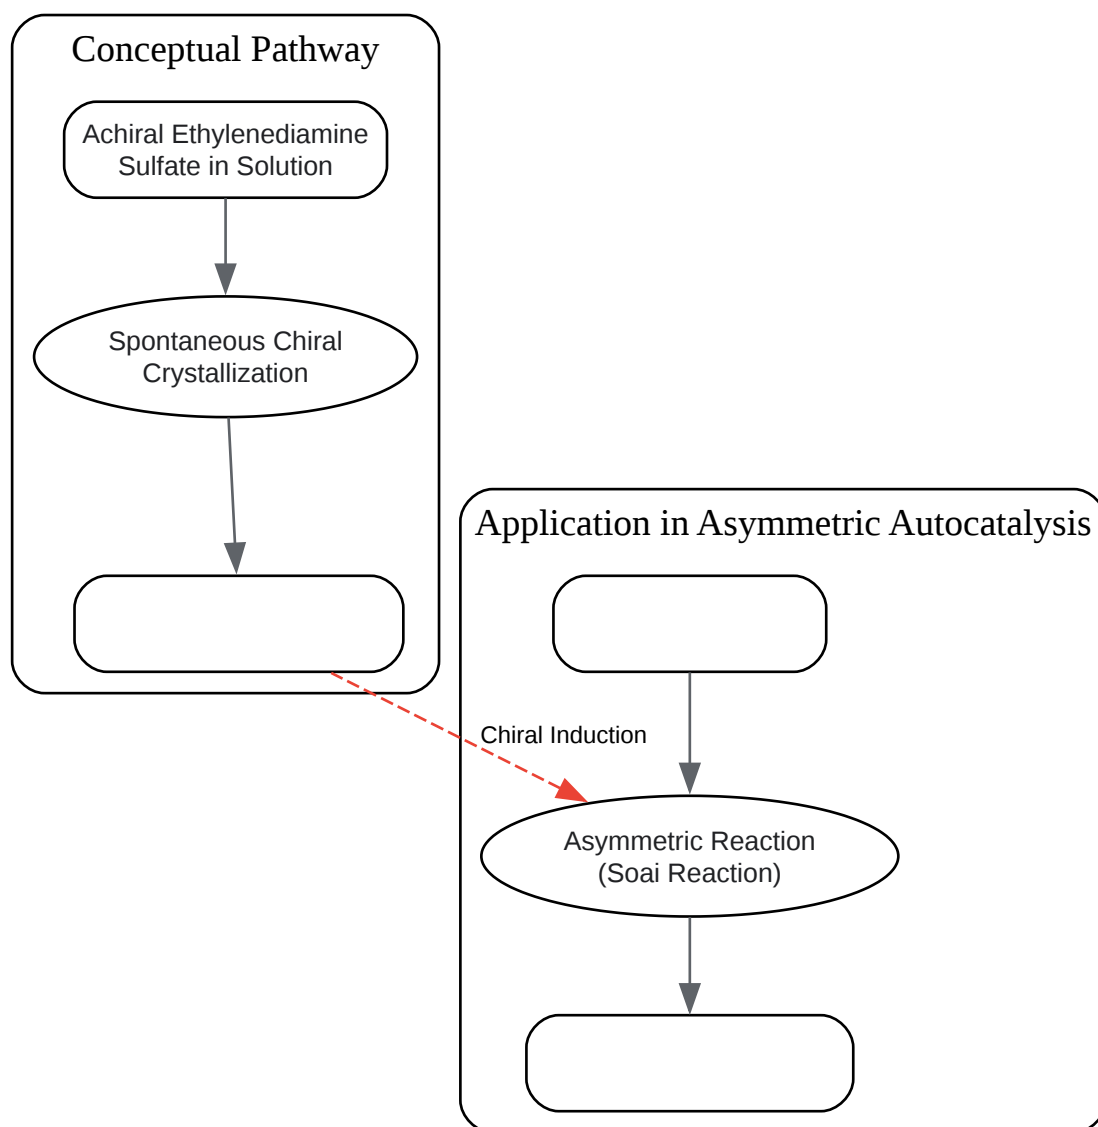 Conceptual Pathway
Achiral Ethylenediamine
Sulfate in Solution
Spontaneous Chiral
Crystallization
Application in Asymmetric Autocatalysis
Chiral Induction
Asymmetric Reaction
(Soai Reaction)